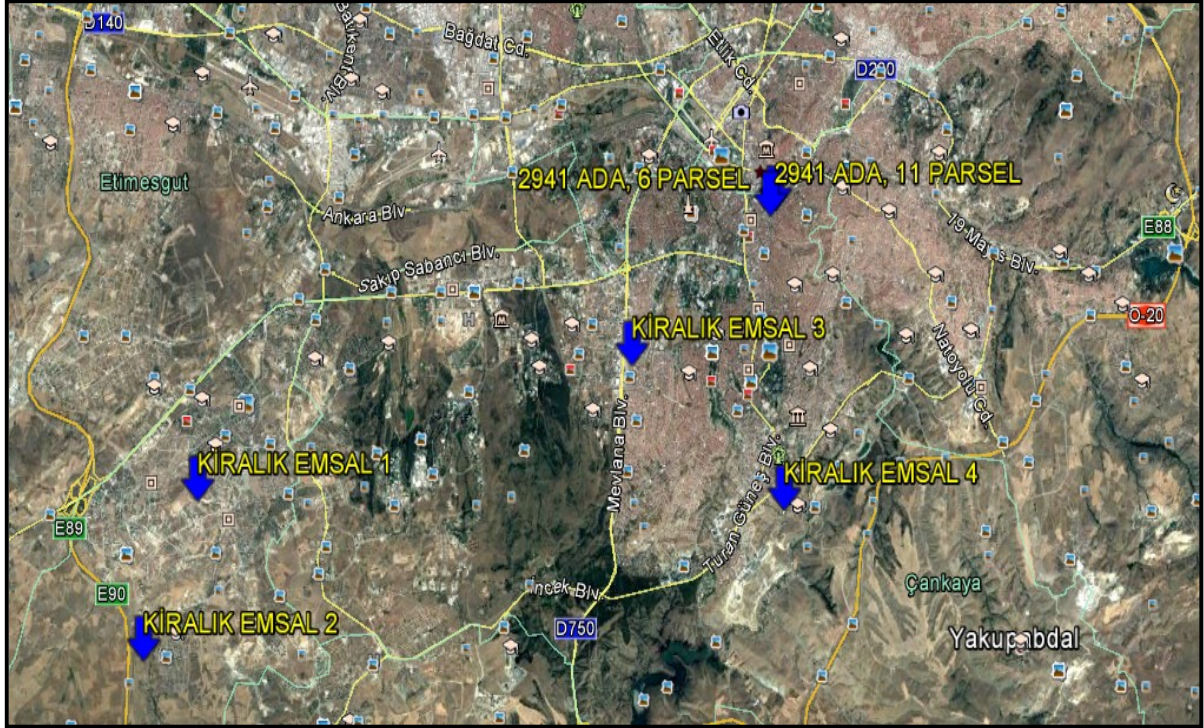 D140
Batıkent Blv.
Bağdat Cd.
Etlik Cd.
D200
Etimesgut
2941 ADA, 6 PARSEL
2941 ADA, 11 PARSEL
Ankara Blv
19 Mayıs Blv.
E88
Sakıp Sabancı Blv.
O-20
KİRALIK EMSAL 3
H
Natoyolu Cd.
Mevlana Blv.
KİRALIK EMSAL 1
KİRALIK EMSAL 4
Turan Güneş Blv.
E89
İncek Blv.
Çankaya
E90
KİRALIK EMSAL 2
D750
Yakupabdal